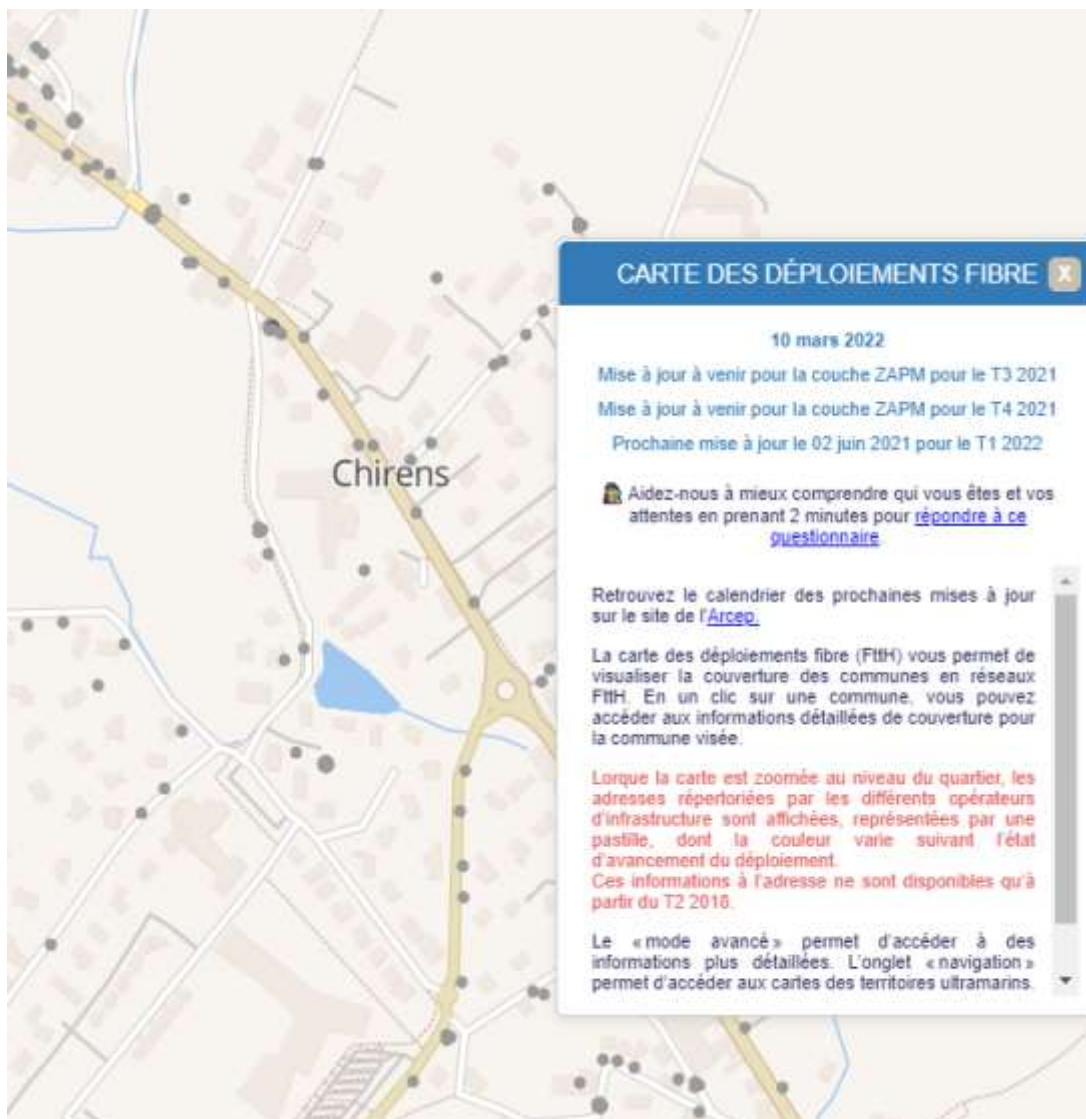 CARTE DES DÉPLOIEMENTS FIBRE X
10 mars 2022
Mise à jour à venir pour la couche ZAPM pour le T3 2021
Mise à jour à venir pour la couche ZAPM pour le T4 2021
Prochaine mise à jour le 02 juin 2021 pour le T1 2022
Chirens
Aidez-nous à mieux comprendre qui vous êtes et vos
attentes en prenant 2 minutes pour répondre à ce
questionnaire
Retrouvez le calendrier des prochaines mises à jour
sur le site de l'Arcep.
La carte des déploiements fibre (FttH) vous permet de
visualiser la couverture des communes en réseaux
FttH. En un clic sur une commune, vous pouvez
accéder aux informations détaillées de couverture pour
la commune visée.
Lorque la carte est zoomée au niveau du quartier, les
adresses répertoriées par les différents opérateurs
d'infrastructure sont affichées, représentées par une
pastille, dont la couleur varie suivant l'état
d'avancement du déploiement.
Ces informations à l'adresse ne sont disponibles qu'à
partir du T2 2018.
Le «mode avancé» permet d'accéder à des
informations plus détaillées. L'onglet «navigation»
permet d'accéder aux cartes des territoires ultramarins.